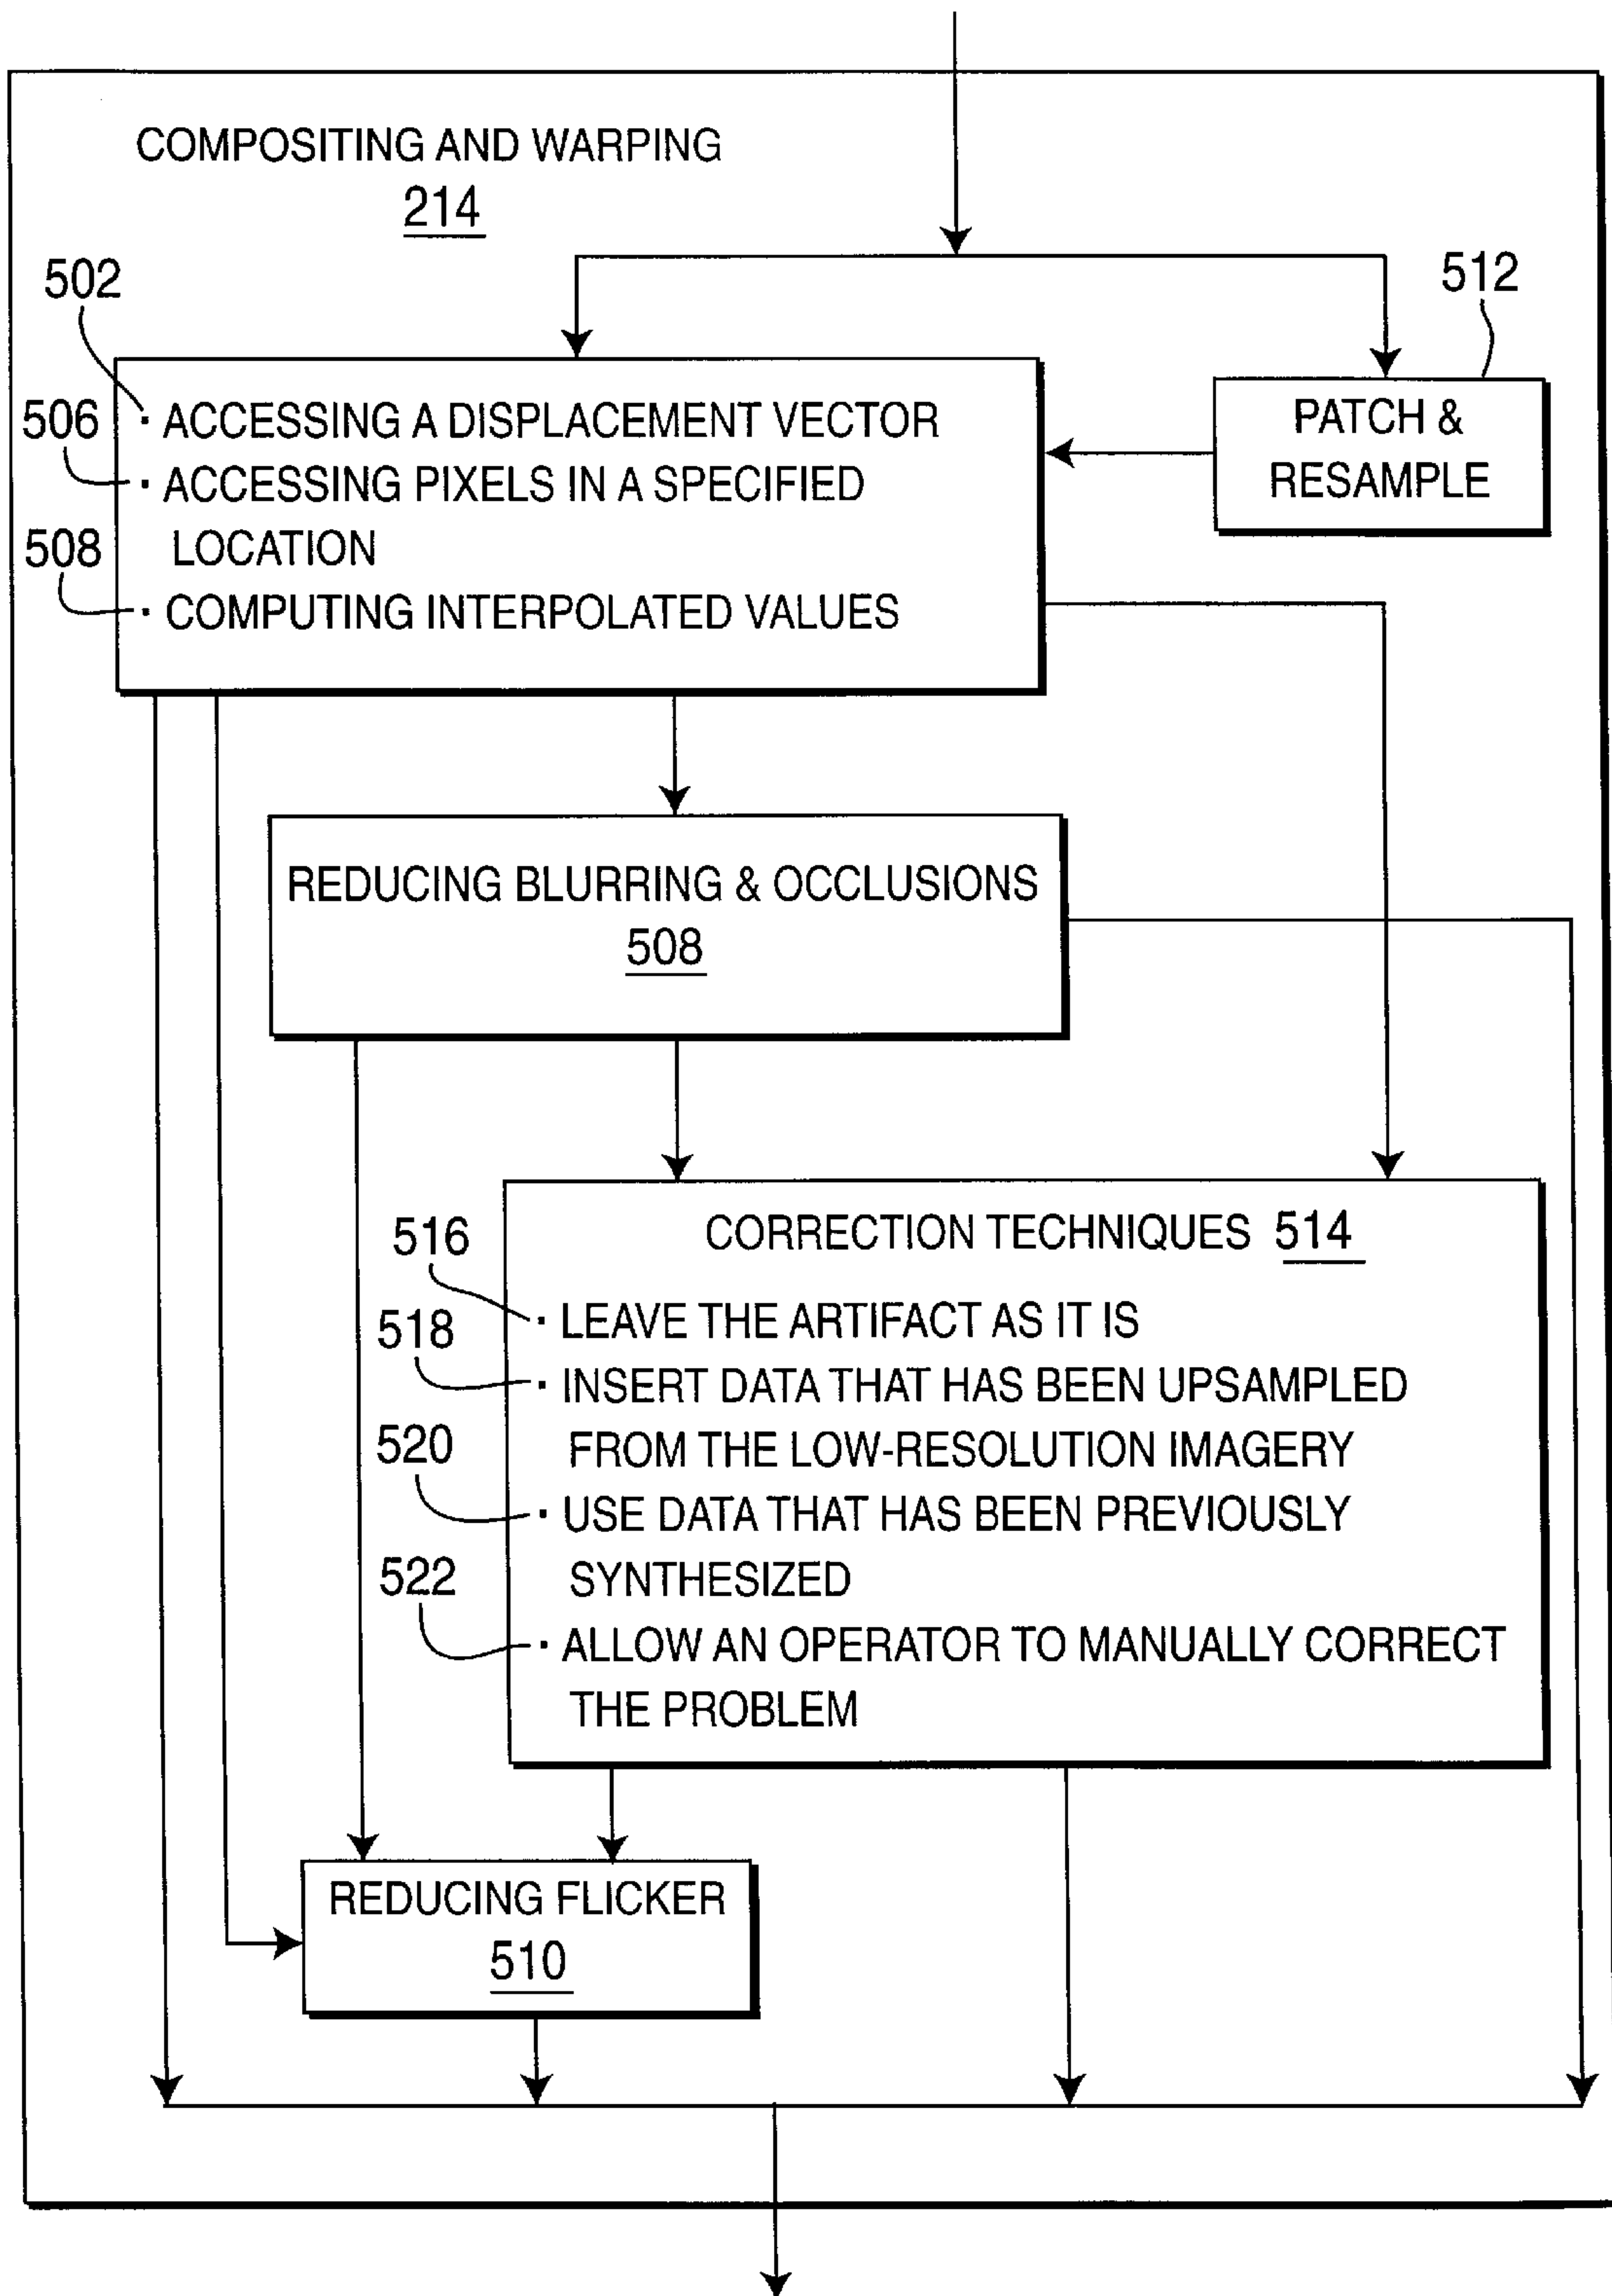 COMPOSITING AND WARPING
214
502
512
506
· ACCESSING A DISPLACEMENT VECTOR
· ACCESSING PIXELS IN A SPECIFIED
LOCATION
508
· COMPUTING INTERPOLATED VALUES
PATCH &
RESAMPLE
REDUCING BLURRING & OCCLUSIONS
508
CORRECTION TECHNIQUES 514
516
· LEAVE THE ARTIFACT AS IT IS
518
· INSERT DATA THAT HAS BEEN UPSAMPLED
FROM THE LOW-RESOLUTION IMAGERY
520
· USE DATA THAT HAS BEEN PREVIOUSLY
SYNTHESIZED
522
· ALLOW AN OPERATOR TO MANUALLY CORRECT
THE PROBLEM
REDUCING FLICKER
510